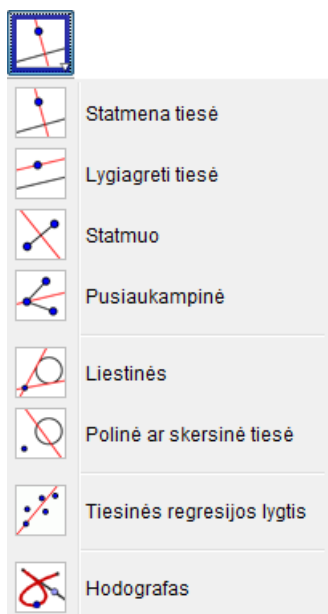 Statmena tiesė
Lygiagreti tiesė
Statmuo
Pusiaukampinė
Liestinės
Polinė ar skersinė tiesė
Tiesinės regresijos lygtis
Hodografas